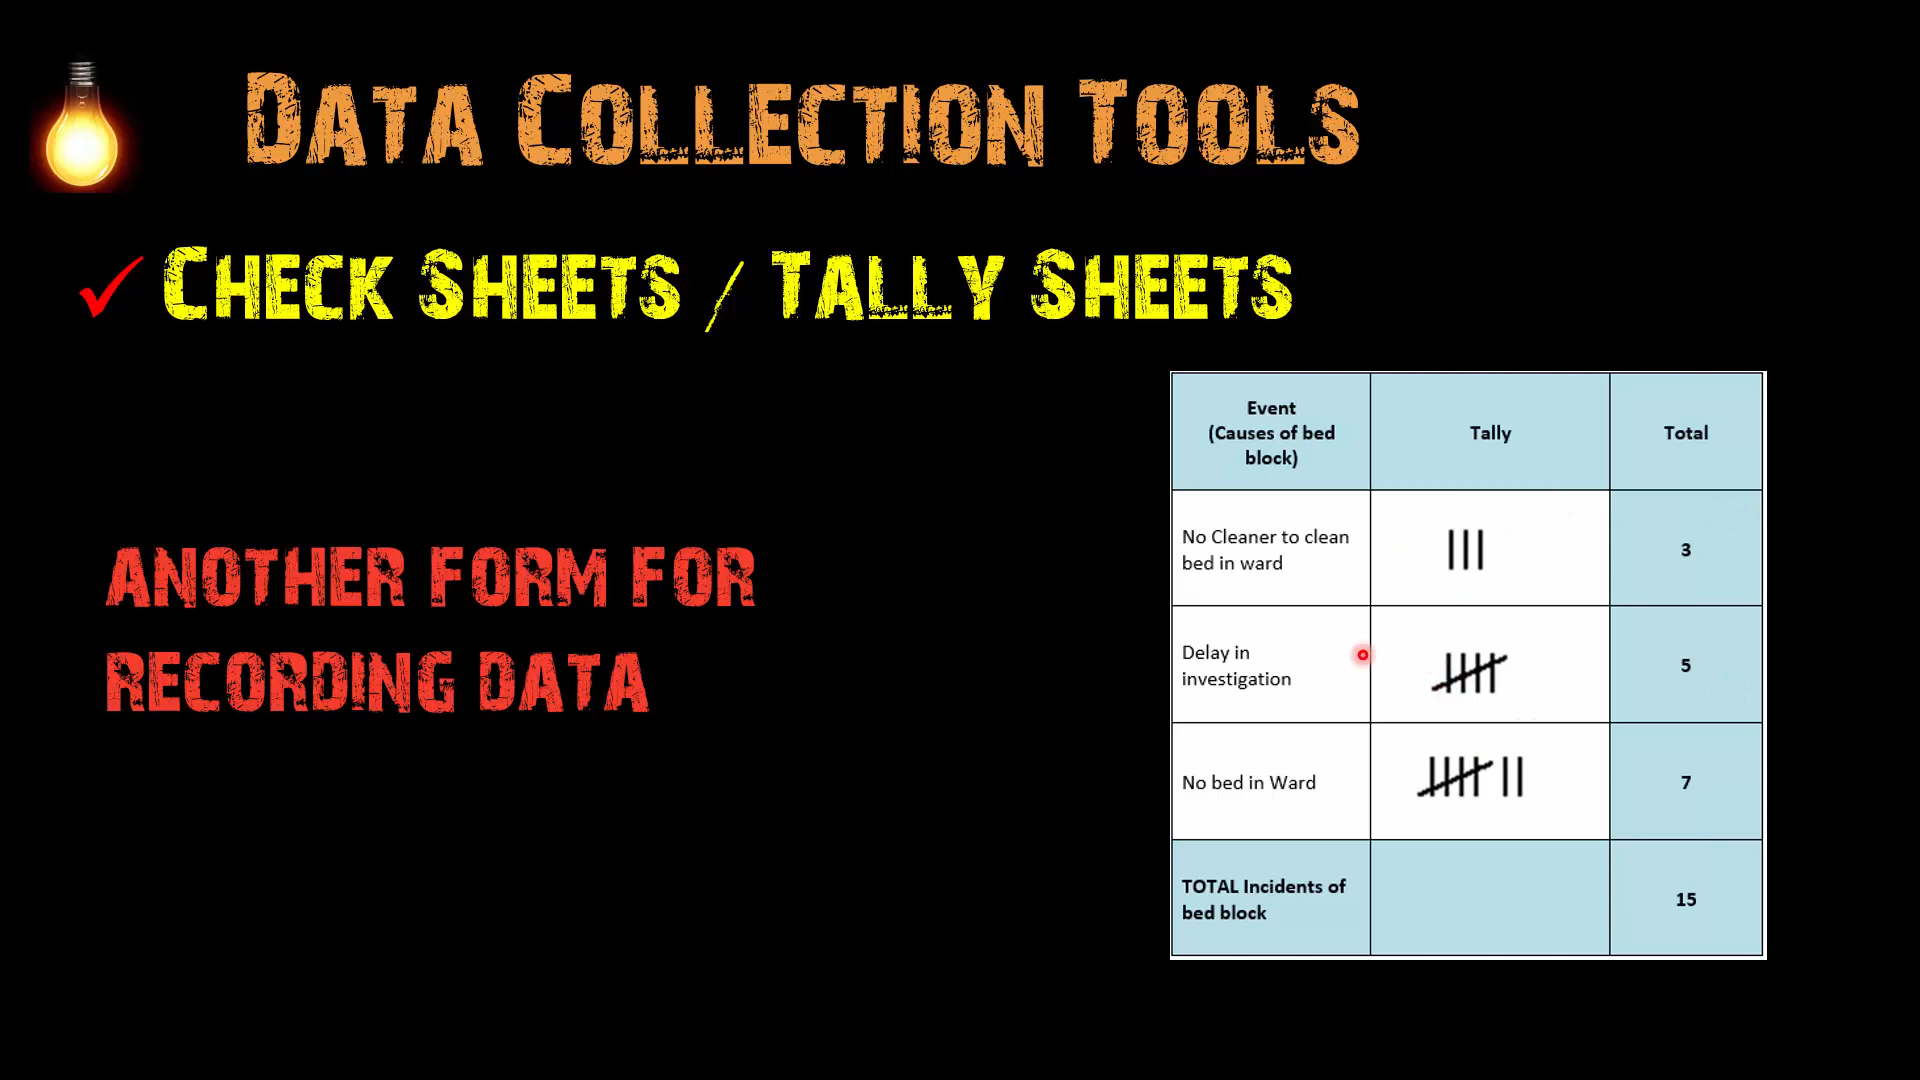 Data Collection Tools
Check Sheets / Tally Sheets
Another form for
recording data
Event
(Causes of bed
block)
Tally
Total
No Cleaner to clean
bed in ward
3
Delay in
investigation
5
No bed in Ward
7
TOTAL Incidents of
bed block
15